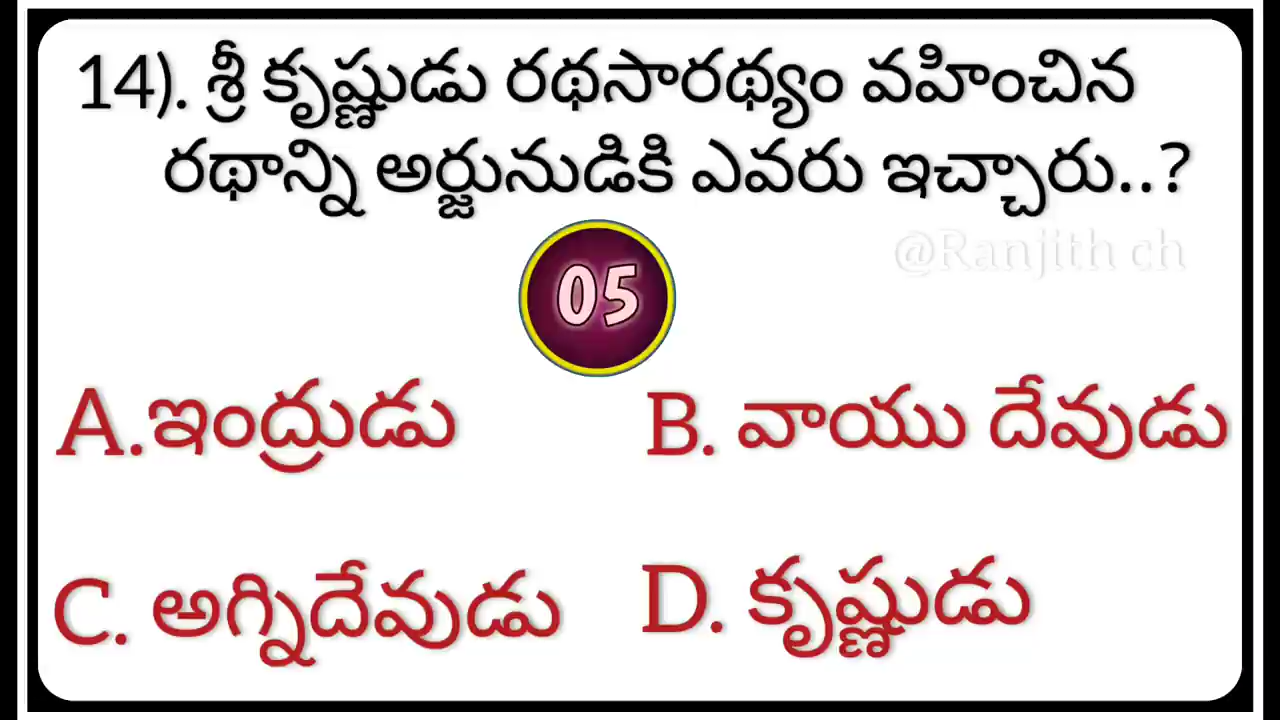 14). శ్రీ కృష్ణుడు రథసారథ్యం వహించిన
రథాన్ని అర్జునుడికి ఎవరు ఇచ్చారు..?
@Ranjith ch
05
A.ఇంద్రుడు
B. వాయు దేవుడు
C. అగ్నిదేవుడు
D. కృష్ణుడు